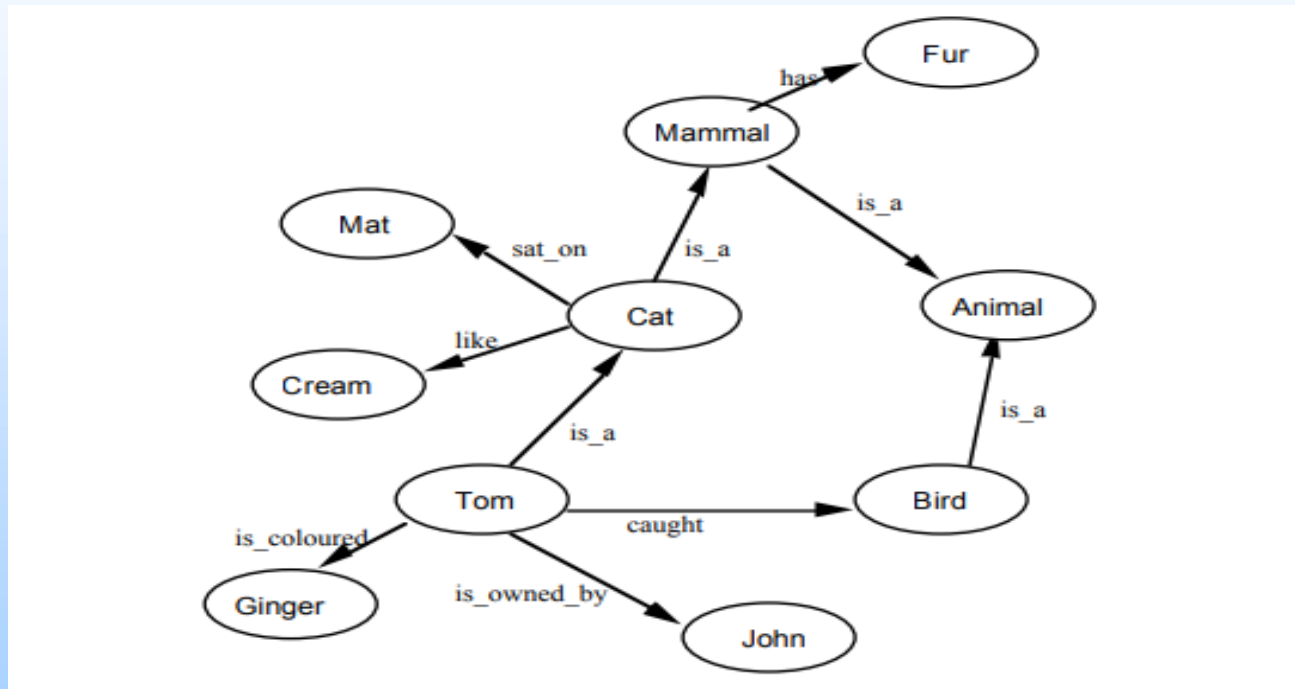 Fur
has
Mammal
is_a
Mat
sat_on
is_a
Animal
Cat
like
Cream
is_a
is_a
Tom
Bird
caught
is_coloured
is_owned_by
Ginger
John